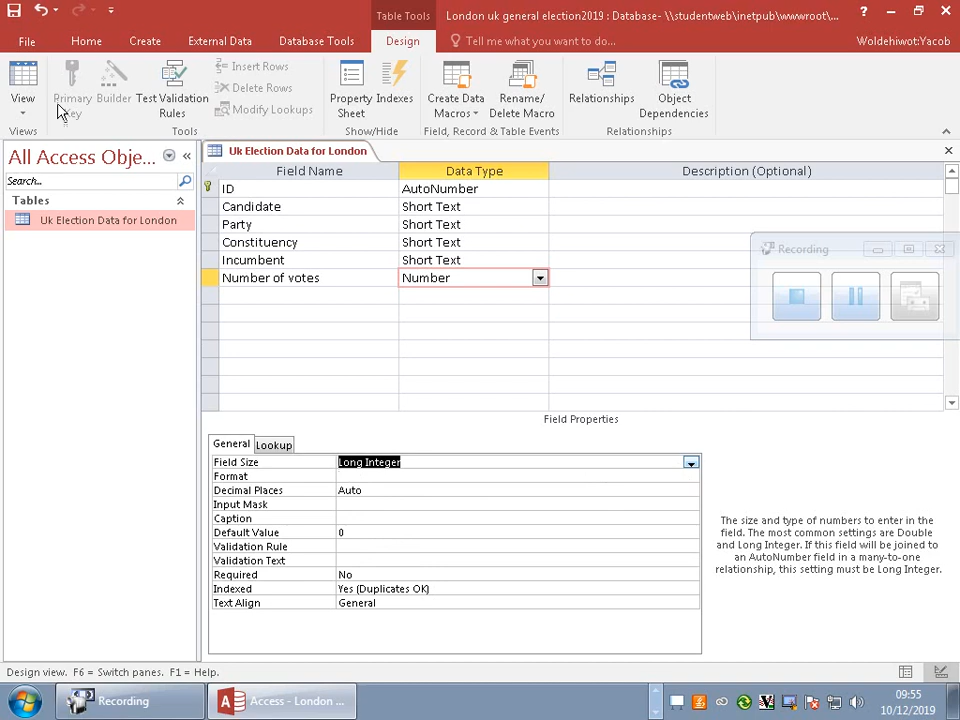 Table Tools
London uk general election2019 : Database- \\studentweb\inetpub\wwwroot\...
File
Home
Create
External Data
Database Tools
Design
Tell me what you want to do...
Woldehiwot:Yacob
View
Primary Key
Builder
Test Validation Rules
Insert Rows
Delete Rows
Modify Lookups
Property Sheet
Indexes
Create Data Macros
Rename/ Delete Macro
Relationships
Object Dependencies
Views
Tools
Show/Hide
Field, Record & Table Events
Relationships
All Access Obje...
Search...
Tables
Uk Election Data for London
Uk Election Data for London
Field Name Data Type Description (Optional)
ID AutoNumber
Candidate Short Text
Party Short Text
Constituency Short Text
Incumbent Short Text
Number of votes Number
Recording
Field Properties
General Lookup
Field Size Long Integer
Format
Decimal Places Auto
Input Mask
Caption
Default Value 0
Validation Rule
Validation Text
Required No
Indexed Yes (Duplicates OK)
Text Align General
The size and type of numbers to enter in the
field. The most common settings are Double
and Long Integer. If this field will be joined to
an AutoNumber field in a many-to-one
relationship, this setting must be Long Integer.
Design view. F6 = Switch panes. F1 = Help.
Recording
Access - London ...
09:55
10/12/2019